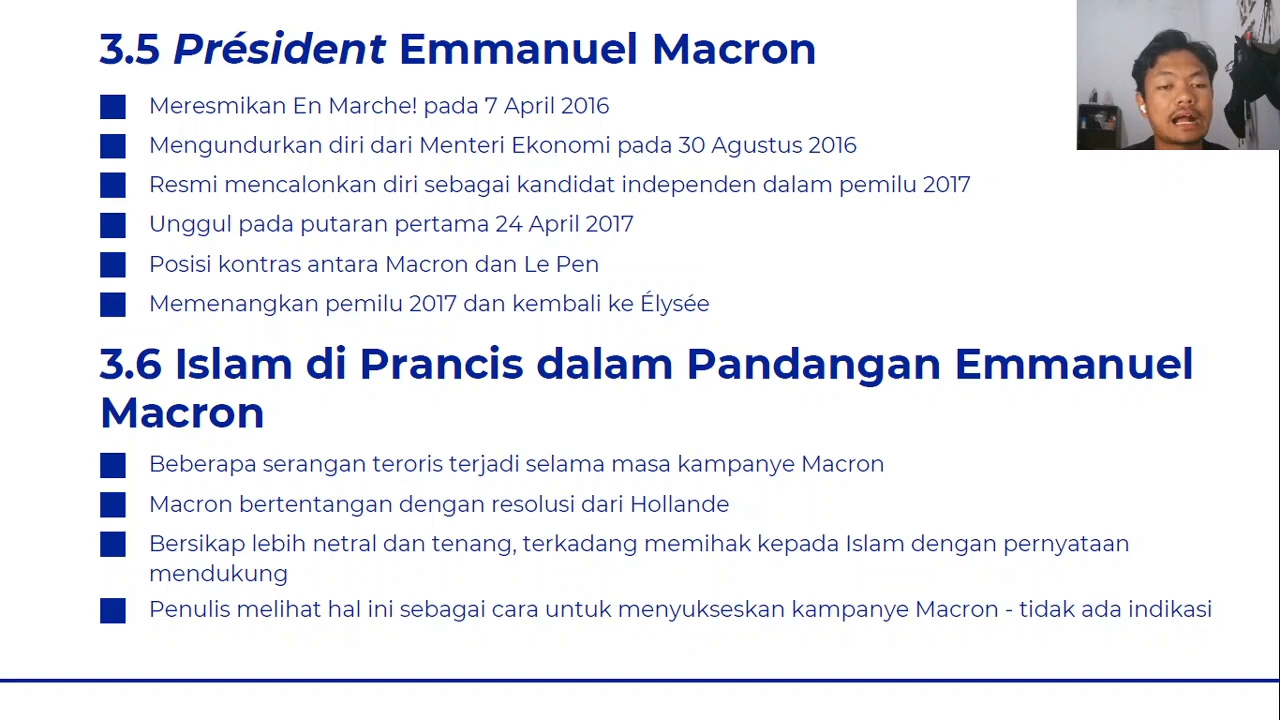 3.5 Président Emmanuel Macron
Meresmikan En Marche! pada 7 April 2016
Mengundurkan diri dari Menteri Ekonomi pada 30 Agustus 2016
Resmi mencalonkan diri sebagai kandidat independen dalam pemilu 2017
Unggul pada putaran pertama 24 April 2017
Posisi kontras antara Macron dan Le Pen
Memenangkan pemilu 2017 dan kembali ke Élysée
3.6 Islam di Prancis dalam Pandangan Emmanuel
Macron
Beberapa serangan teroris terjadi selama masa kampanye Macron
Macron bertentangan dengan resolusi dari Hollande
Bersikap lebih netral dan tenang, terkadang memihak kepada Islam dengan pernyataan
mendukung
Penulis melihat hal ini sebagai cara untuk menyukseskan kampanye Macron - tidak ada indikasi